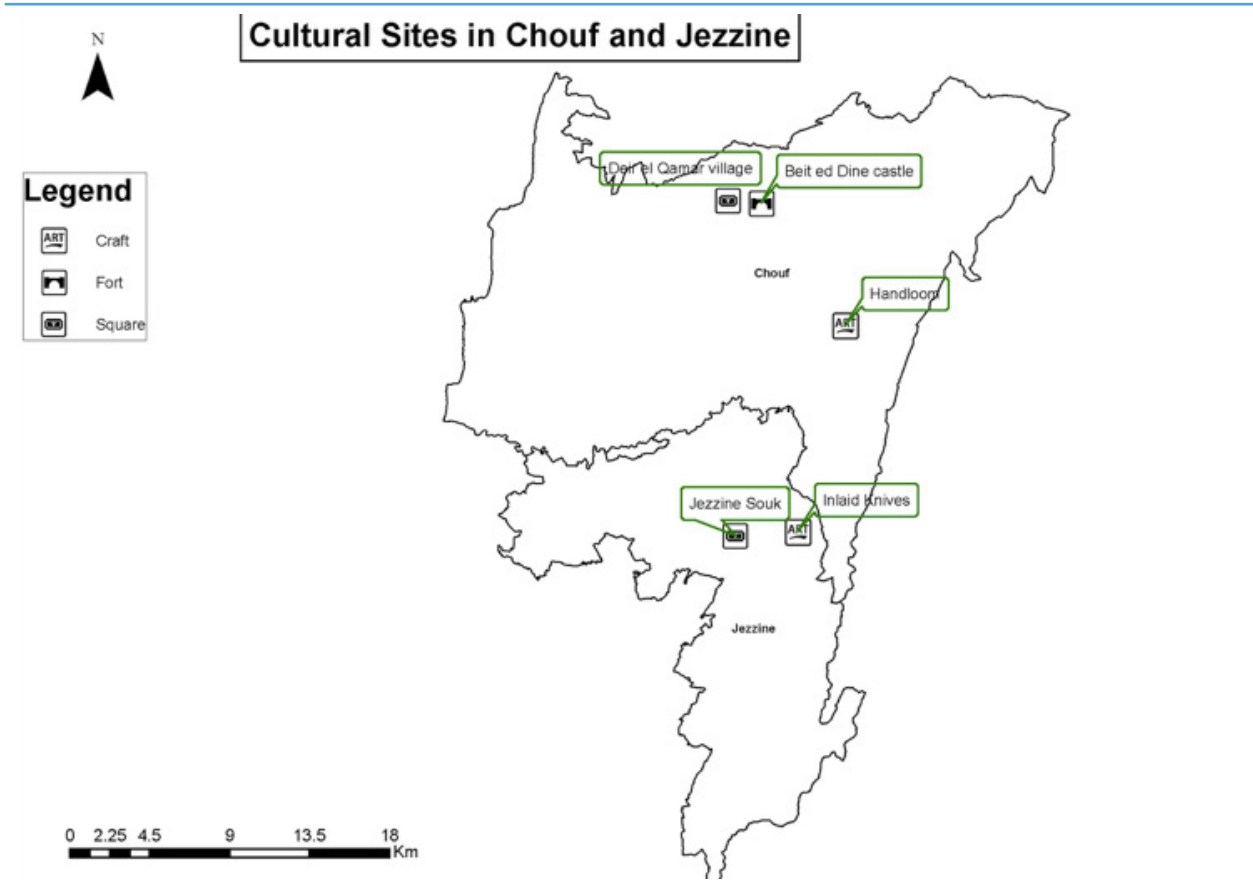 Cultural Sites in Chouf and Jezzine
N
Deir el Qamar village
Beit ed Dine castle
Legend
ART Craft
Fort
Square
Chouf
Handloom
ART
Jezzine Souk
Inlaid Knives
ART
Jezzine
0 2.25 4.5 9 13.5 18
Km